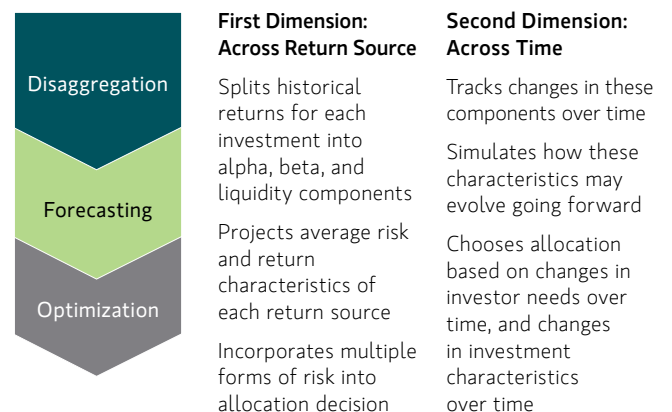 Disaggregation
Forecasting
Optimization
First Dimension:
Across Return Source
Splits historical
returns for each
investment into
alpha, beta, and
liquidity components
Projects average risk
and return
characteristics of
each return source
Incorporates multiple
forms of risk into
allocation decision
Second Dimension:
Across Time
Tracks changes in these
components over time
Simulates how these
characteristics may
evolve going forward
Chooses allocation
based on changes in
investor needs over
time, and changes
in investment
characteristics
over time